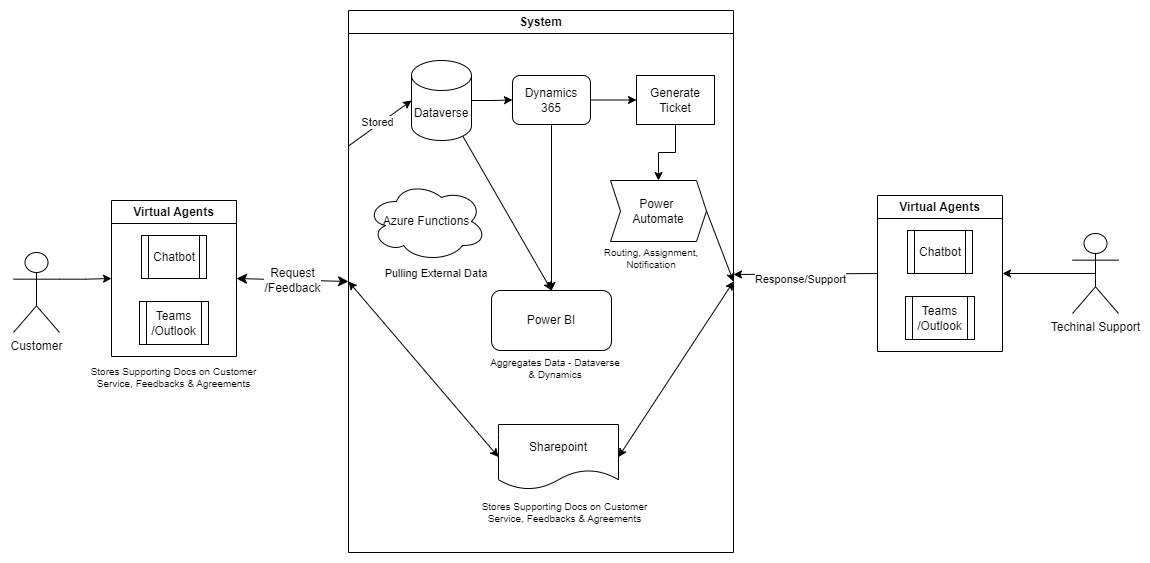 System
Dataverse
Dynamics
365
Generate
Ticket
Stored
Virtual Agents
Chatbot
Teams
/Outlook
Customer
Stores Supporting Docs on Customer
Service, Feedbacks & Agreements
Request
/Feedback
Azure Functions
Pulling External Data
Power
Automate
Routing, Assignment,
Notification
Power BI
Aggregates Data - Dataverse
& Dynamics
Sharepoint
Stores Supporting Docs on Customer
Service, Feedbacks & Agreements
Response/Support
Virtual Agents
Chatbot
Teams
/Outlook
Techinal Support